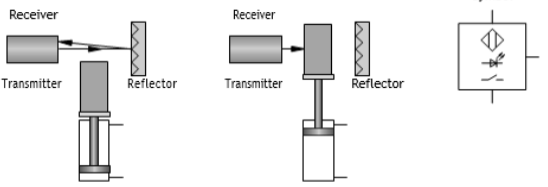 Receiver
Transmitter
Reflector
Receiver
Transmitter
Reflector